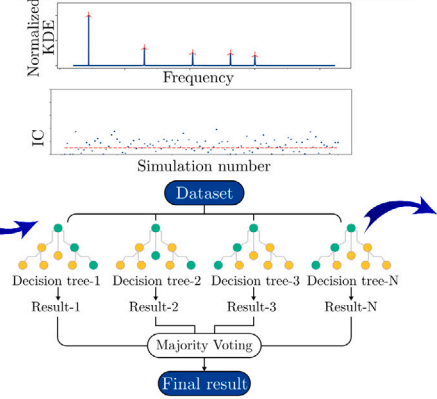 Normalized
KDE
Frequency
IC
Simulation number
Dataset
Decision tree-1 Decision tree-2 Decision tree-3 Decision tree-N
Result-1 Result-2 Result-3 Result-N
Majority Voting
Final result